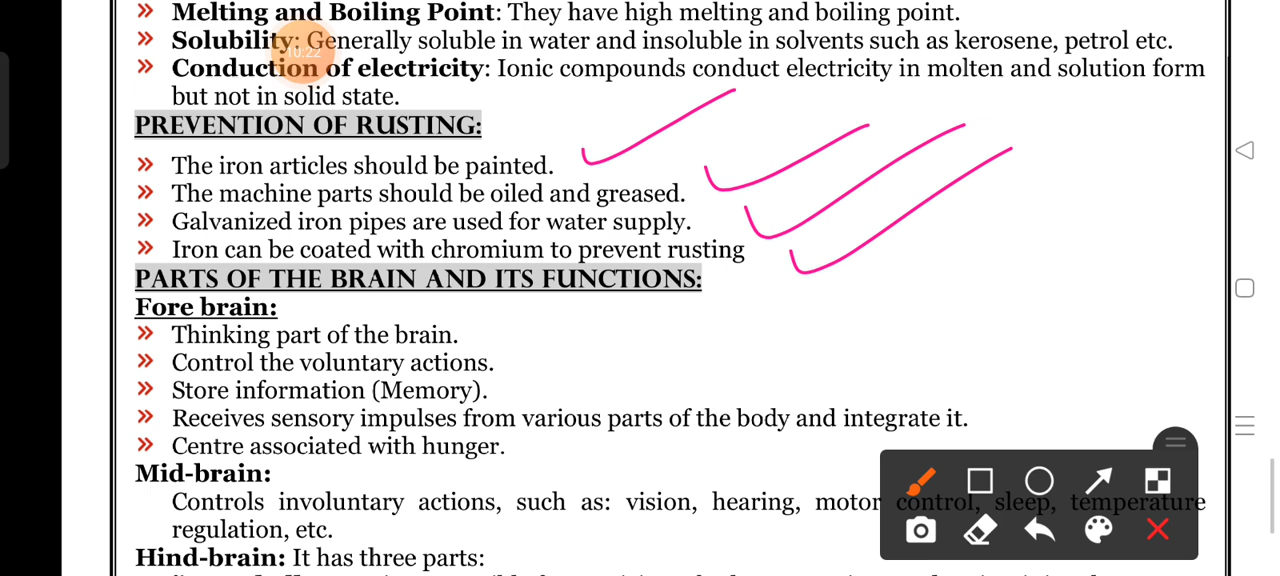 » Melting and Boiling Point: They have high melting and boiling point.
» Solubility: Generally soluble in water and insoluble in solvents such as kerosene, petrol etc.
10:22
» Conduction of electricity: Ionic compounds conduct electricity in molten and solution form
but not in solid state.
PREVENTION OF RUSTING:
» The iron articles should be painted.
» The machine parts should be oiled and greased.
» Galvanized iron pipes are used for water supply.
» Iron can be coated with chromium to prevent rusting
PARTS OF THE BRAIN AND ITS FUNCTIONS:
Fore brain:
» Thinking part of the brain.
» Control the voluntary actions.
» Store information (Memory).
» Receives sensory impulses from various parts of the body and integrate it.
» Centre associated with hunger.
Mid-brain:
Controls involuntary actions, such as: vision, hearing, motor control, sleep, temperature
regulation, etc.
Hind-brain: It has three parts: